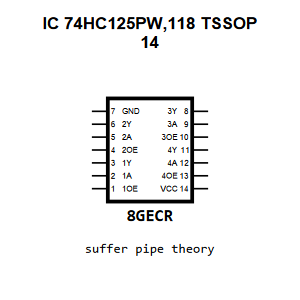 IC 74HC125PW,118 TSSOP
14
7 GND 3Y 8
6 2Y 3A 9
5 2A 3OE 10
4 2OE 4Y 11
3 1Y 4A 12
2 1A 4OE 13
1 1OE VCC 14
8GECR
suffer pipe theory